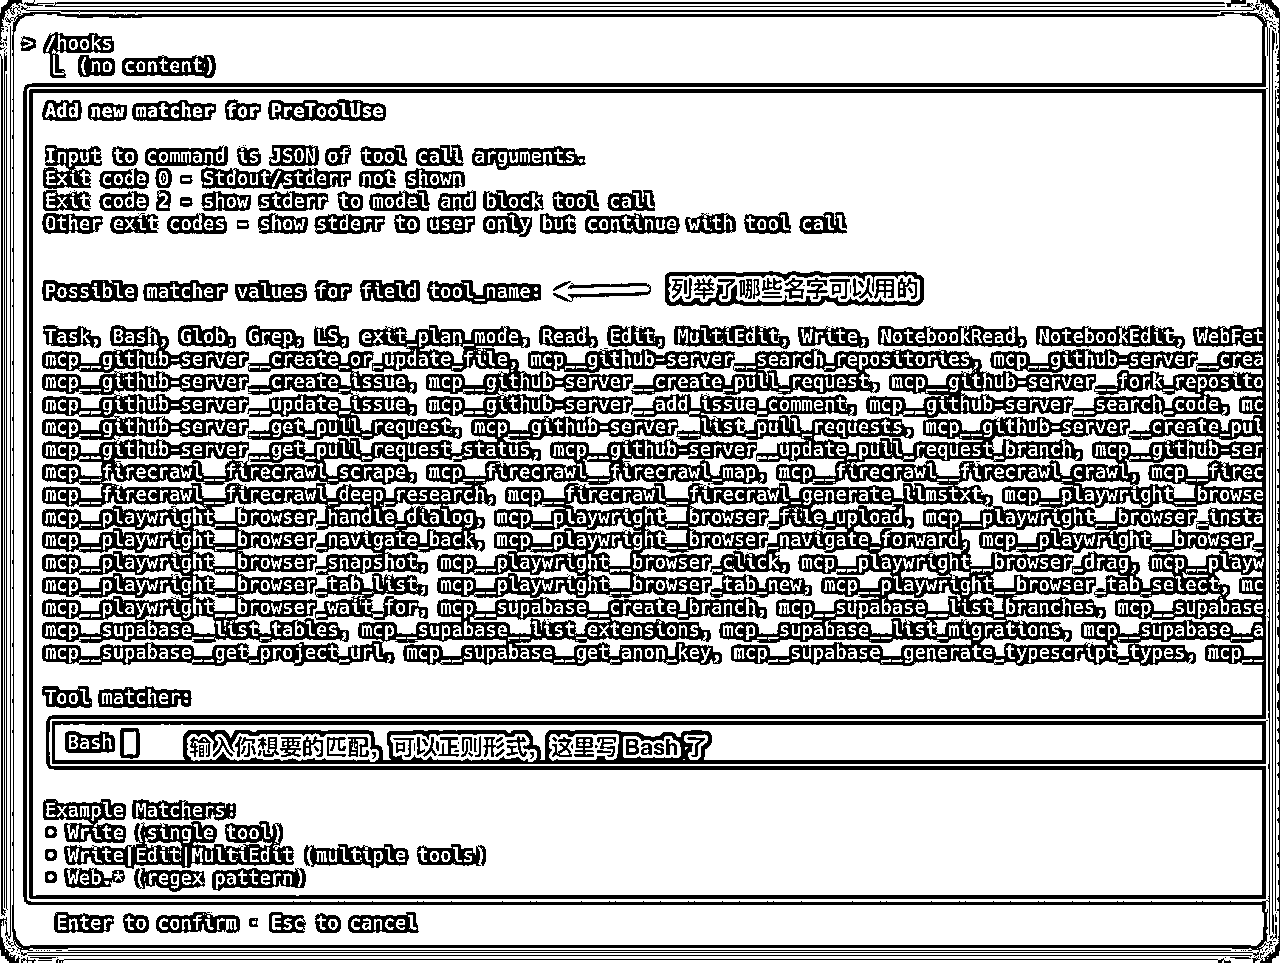 > /hooks
└ (no content)
Add new matcher for PreToolUse
Input to command is JSON of tool call arguments.
Exit code 0 - Stdout/stderr not shown
Exit code 2 - show stderr to model and block tool call
Other exit codes - show stderr to user only but continue with tool call
Possible matcher values for field tool_name: 列举了哪些名字可以用的
Task, Bash, Glob, Grep, LS, exit_plan_mode, Read, Edit, MultiEdit, Write, NotebookRead, NotebookEdit, WebFet
mcp__github-server__create_or_update_file, mcp__github-server__search_repositories, mcp__github-server__crea
mcp__github-server__create_issue, mcp__github-server__create_pull_request, mcp__github-server__fork_reposito
mcp__github-server__update_issue, mcp__github-server__add_issue_comment, mcp__github-server__search_code, mc
mcp__github-server__get_pull_request, mcp__github-server__list_pull_requests, mcp__github-server__create_pul
mcp__github-server__get_pull_request_status, mcp__github-server__update_pull_request_branch, mcp__github-ser
mcp__firecrawl__firecrawl_scrape, mcp__firecrawl__firecrawl_map, mcp__firecrawl__firecrawl_crawl, mcp__firec
mcp__firecrawl__firecrawl_deep_research, mcp__firecrawl__firecrawl_generate_llmstxt, mcp__playwright__browse
mcp__playwright__browser_handle_dialog, mcp__playwright__browser_file_upload, mcp__playwright__browser_insta
mcp__playwright__browser_navigate_back, mcp__playwright__browser_navigate_forward, mcp__playwright__browser_
mcp__playwright__browser_snapshot, mcp__playwright__browser_click, mcp__playwright__browser_drag, mcp__playw
mcp__playwright__browser_tab_list, mcp__playwright__browser_tab_new, mcp__playwright__browser_tab_select, mc
mcp__playwright__browser_wait_for, mcp__supabase__create_branch, mcp__supabase__list_branches, mcp__supabase
mcp__supabase__list_tables, mcp__supabase__list_extensions, mcp__supabase__list_migrations, mcp__supabase__a
mcp__supabase__get_project_url, mcp__supabase__get_anon_key, mcp__supabase__generate_typescript_types, mcp__
Tool matcher:
Bash 输入你想要的匹配，可以正则形式，这里写 Bash 了
Example Matchers:
• Write (single tool)
• Write|Edit|MultiEdit (multiple tools)
• Web.* (regex pattern)
Enter to confirm · Esc to cancel